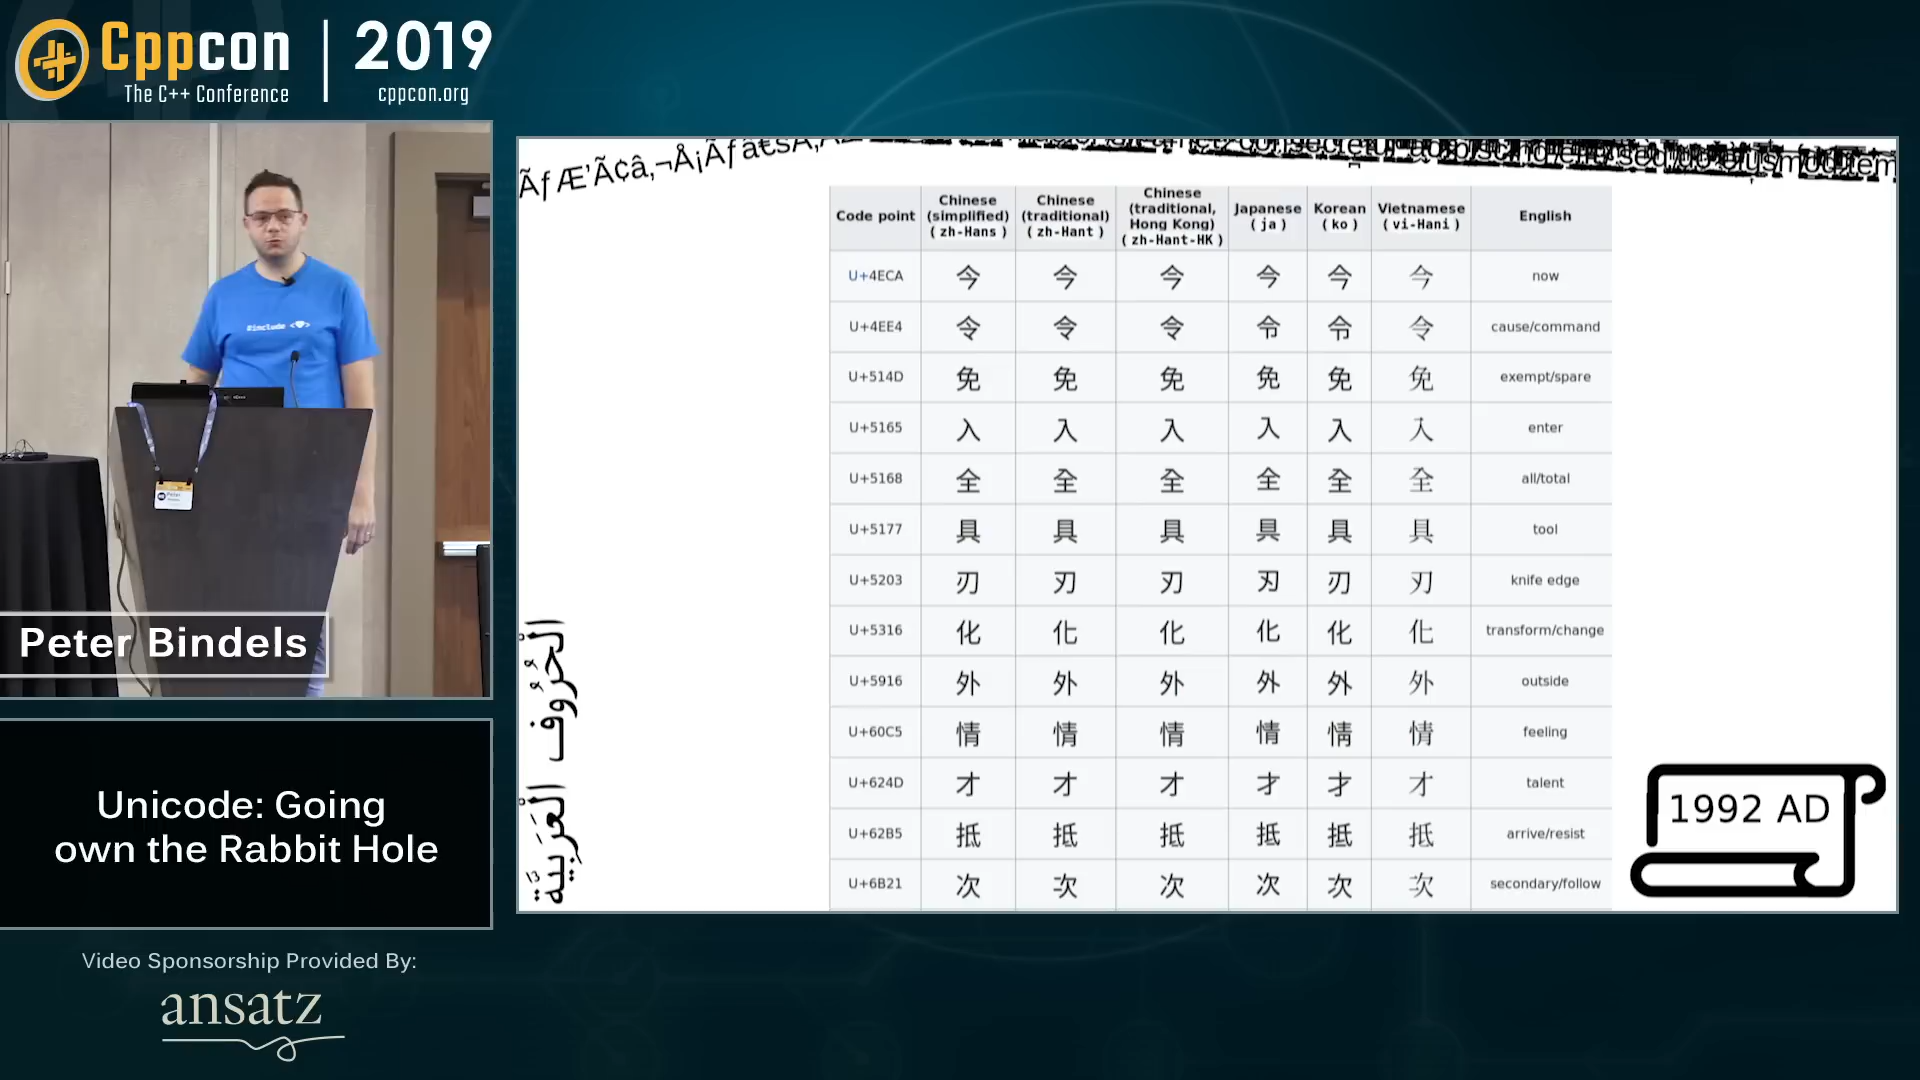 Cppcon
The C++ Conference
2019
cppcon.org
#include <
Peter
Peter Bindels
Unicode: Going
own the Rabbit Hole
Video Sponsorship Provided By:
ansatz
الْحُرُوف الْعَرَبِيَّة
Code point Chinese (simplified) (zh-Hans) Chinese (traditional) (zh-Hant) Chinese (traditional, Hong Kong) (zh-Hant-HK) Japanese (ja) Korean (ko) Vietnamese (vi-Hani) English
U+4ECA 今 今 今 今 今 今 now
U+4EE4 令 令 令 令 令 令 cause/command
U+514D 免 免 免 免 免 免 exempt/spare
U+5165 入 入 入 入 入 入 enter
U+5168 全 全 全 全 全 全 all/total
U+5177 具 具 具 具 具 具 tool
U+5203 刃 刃 刃 刃 刃 刃 knife edge
U+5316 化 化 化 化 化 化 transform/change
U+5916 外 外 外 外 外 外 outside
U+60C5 情 情 情 情 情 情 feeling
U+624D 才 才 才 才 才 才 talent
U+62B5 抵 抵 抵 抵 抵 抵 arrive/resist
U+6B21 次 次 次 次 次 次 secondary/follow
1992 AD